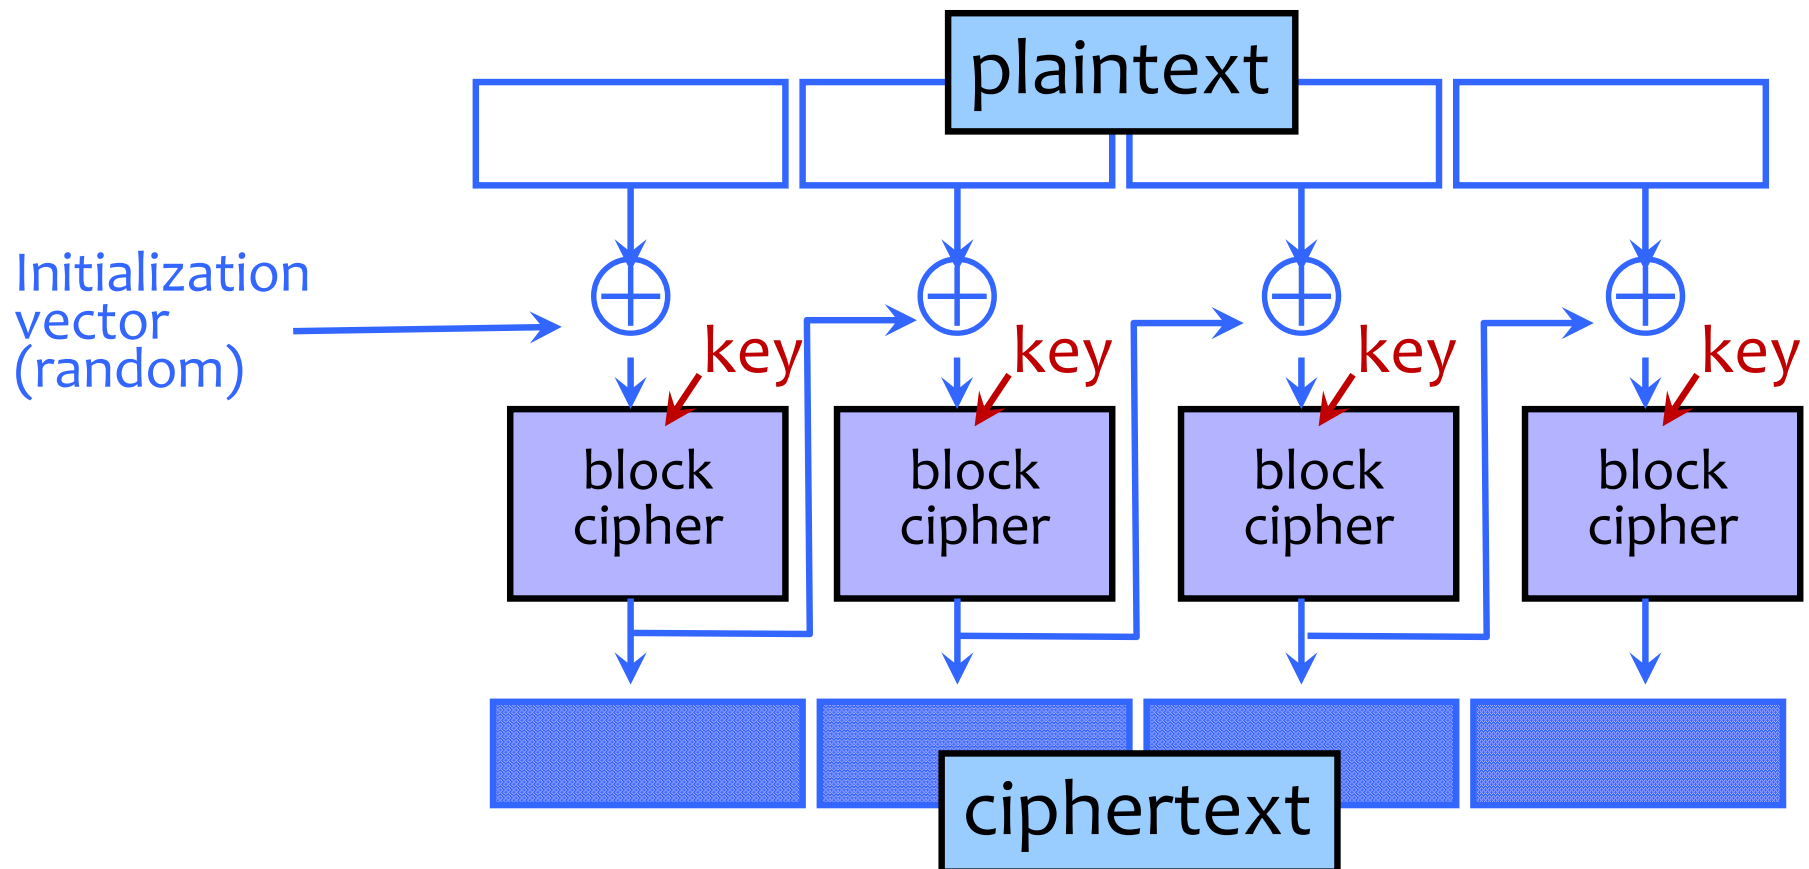 plaintext
Initialization
vector
(random)
key
key
key
key
block
cipher
block
cipher
block
cipher
block
cipher
ciphertext